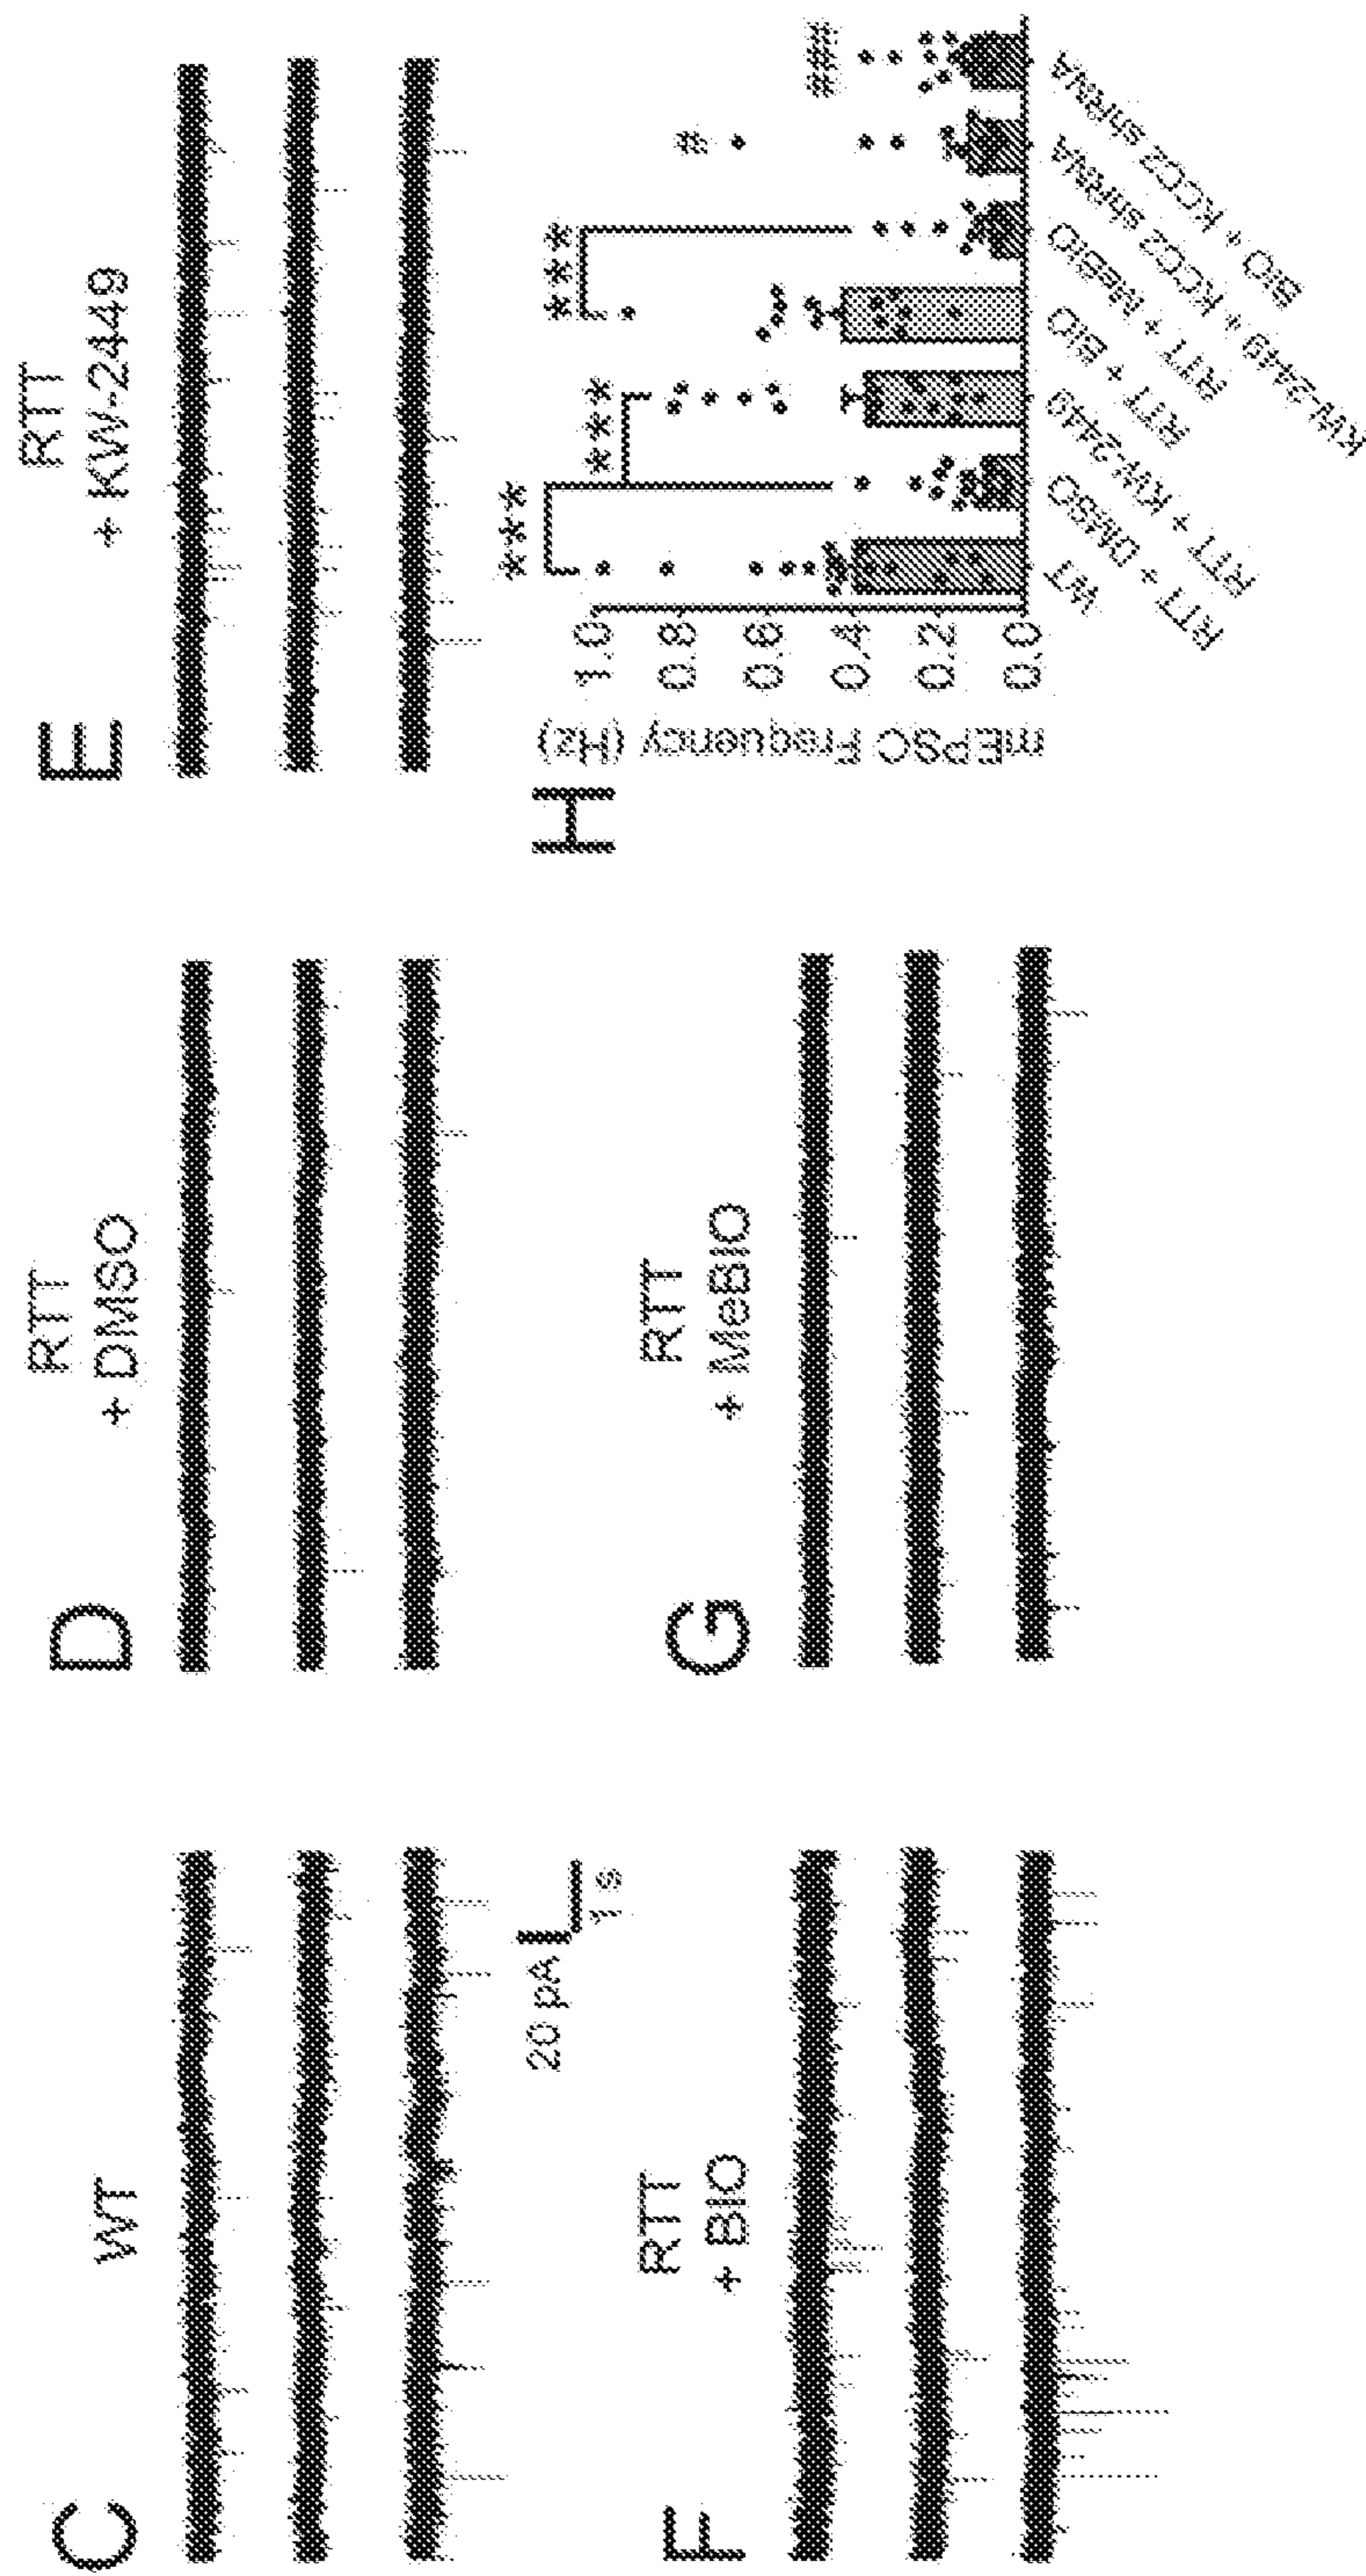 C
WT
20 pA
1 s
D
RTT
+ DMSO
E
RTT
+ KW-2449
F
RTT
+ BIO
G
RTT
+ MeBIO
H
mEPSC Frequency (Hz)
1.0
0.8
0.6
0.4
0.2
0.0
***
***
***
#
##
WT
RTT + DMSO
RTT + KW-2449
RTT + BIO
RTT + MeBIO
KW-2449 + KCC2 shRNA
BIO + KCC2 shRNA